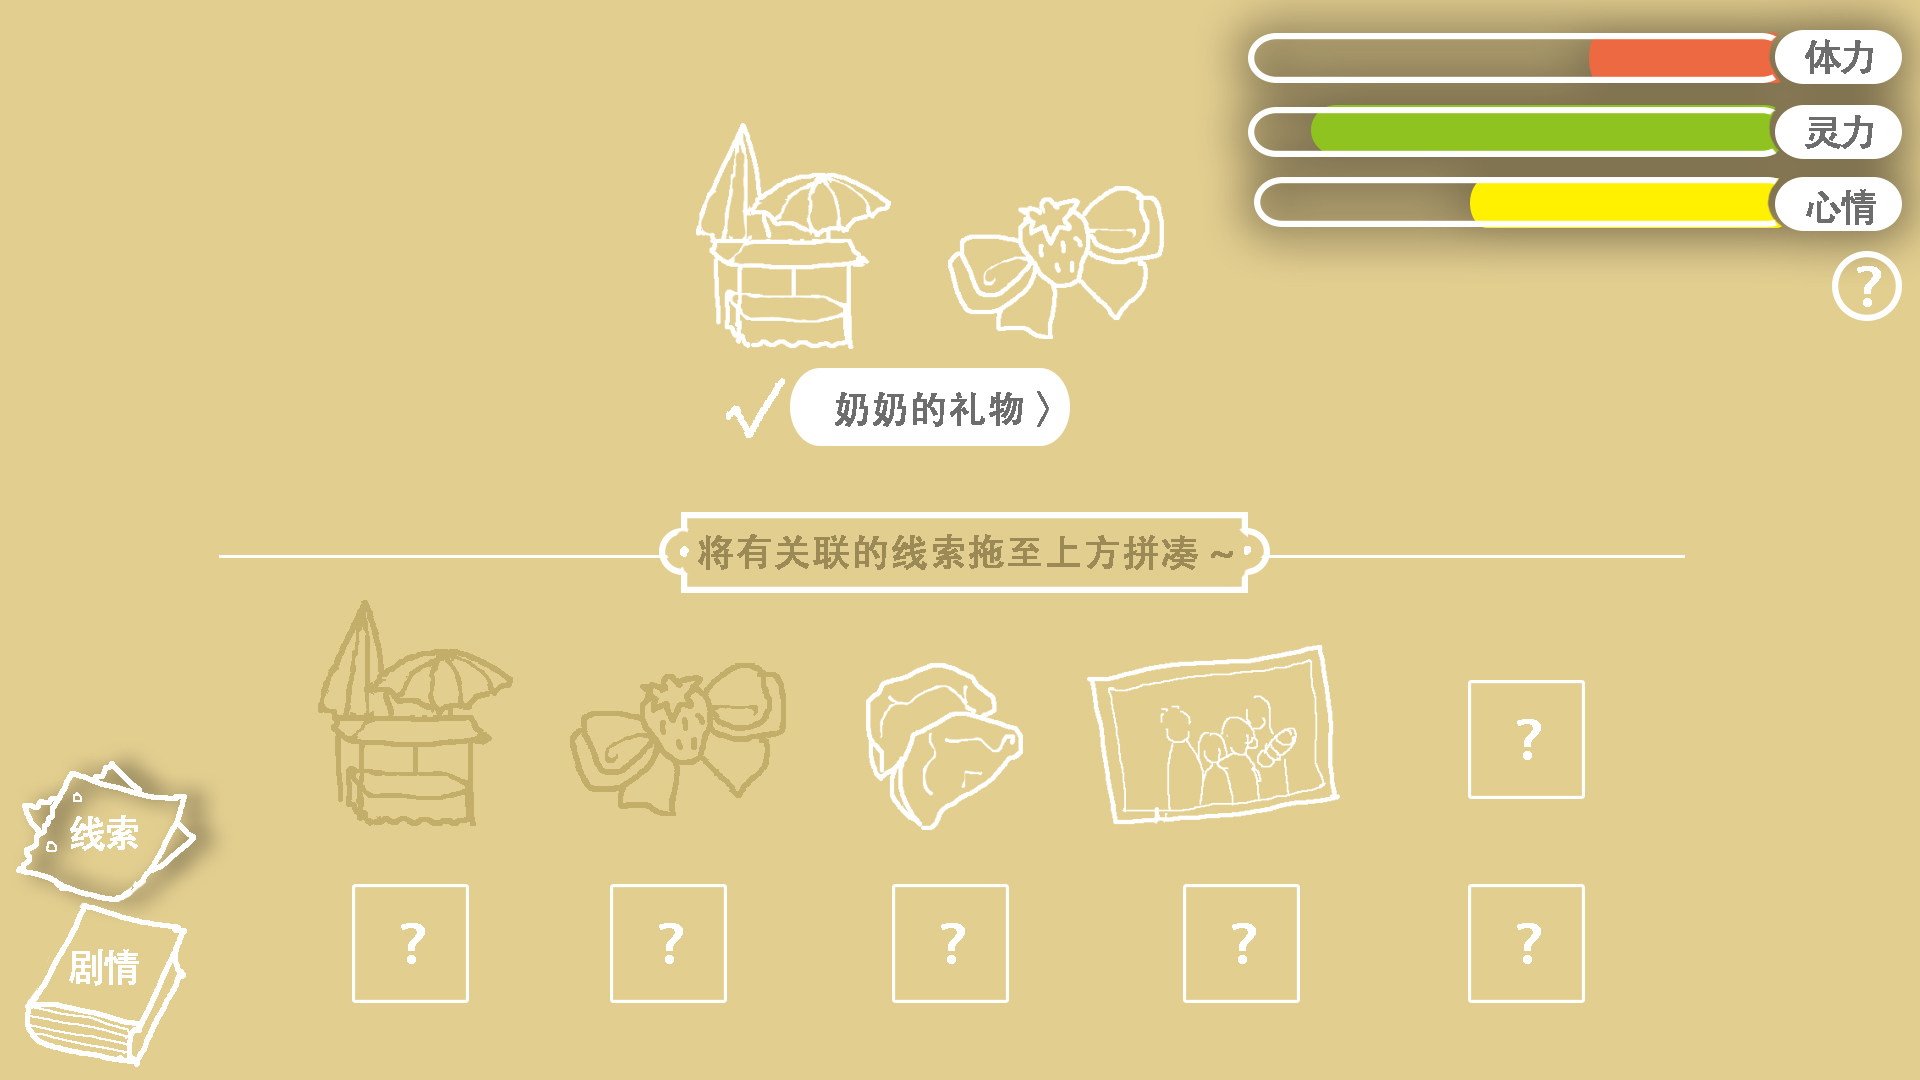 体力
灵力
心情
?
奶奶的礼物〉
将有关联的线索拖至上方拼凑~
?
线索
? ? ? ? ?
剧情